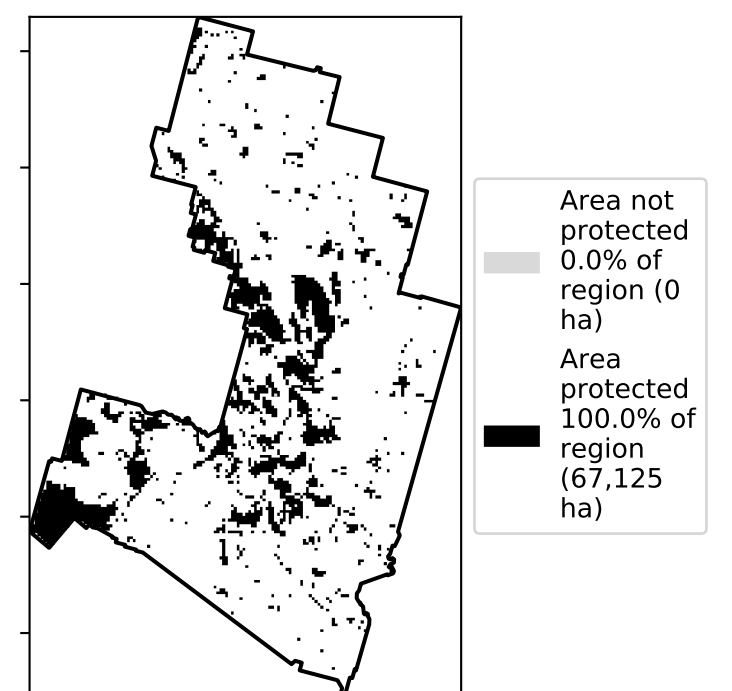 Area not
protected
0.0% of
region (0
ha)
Area
protected
100.0% of
region
(67,125
ha)